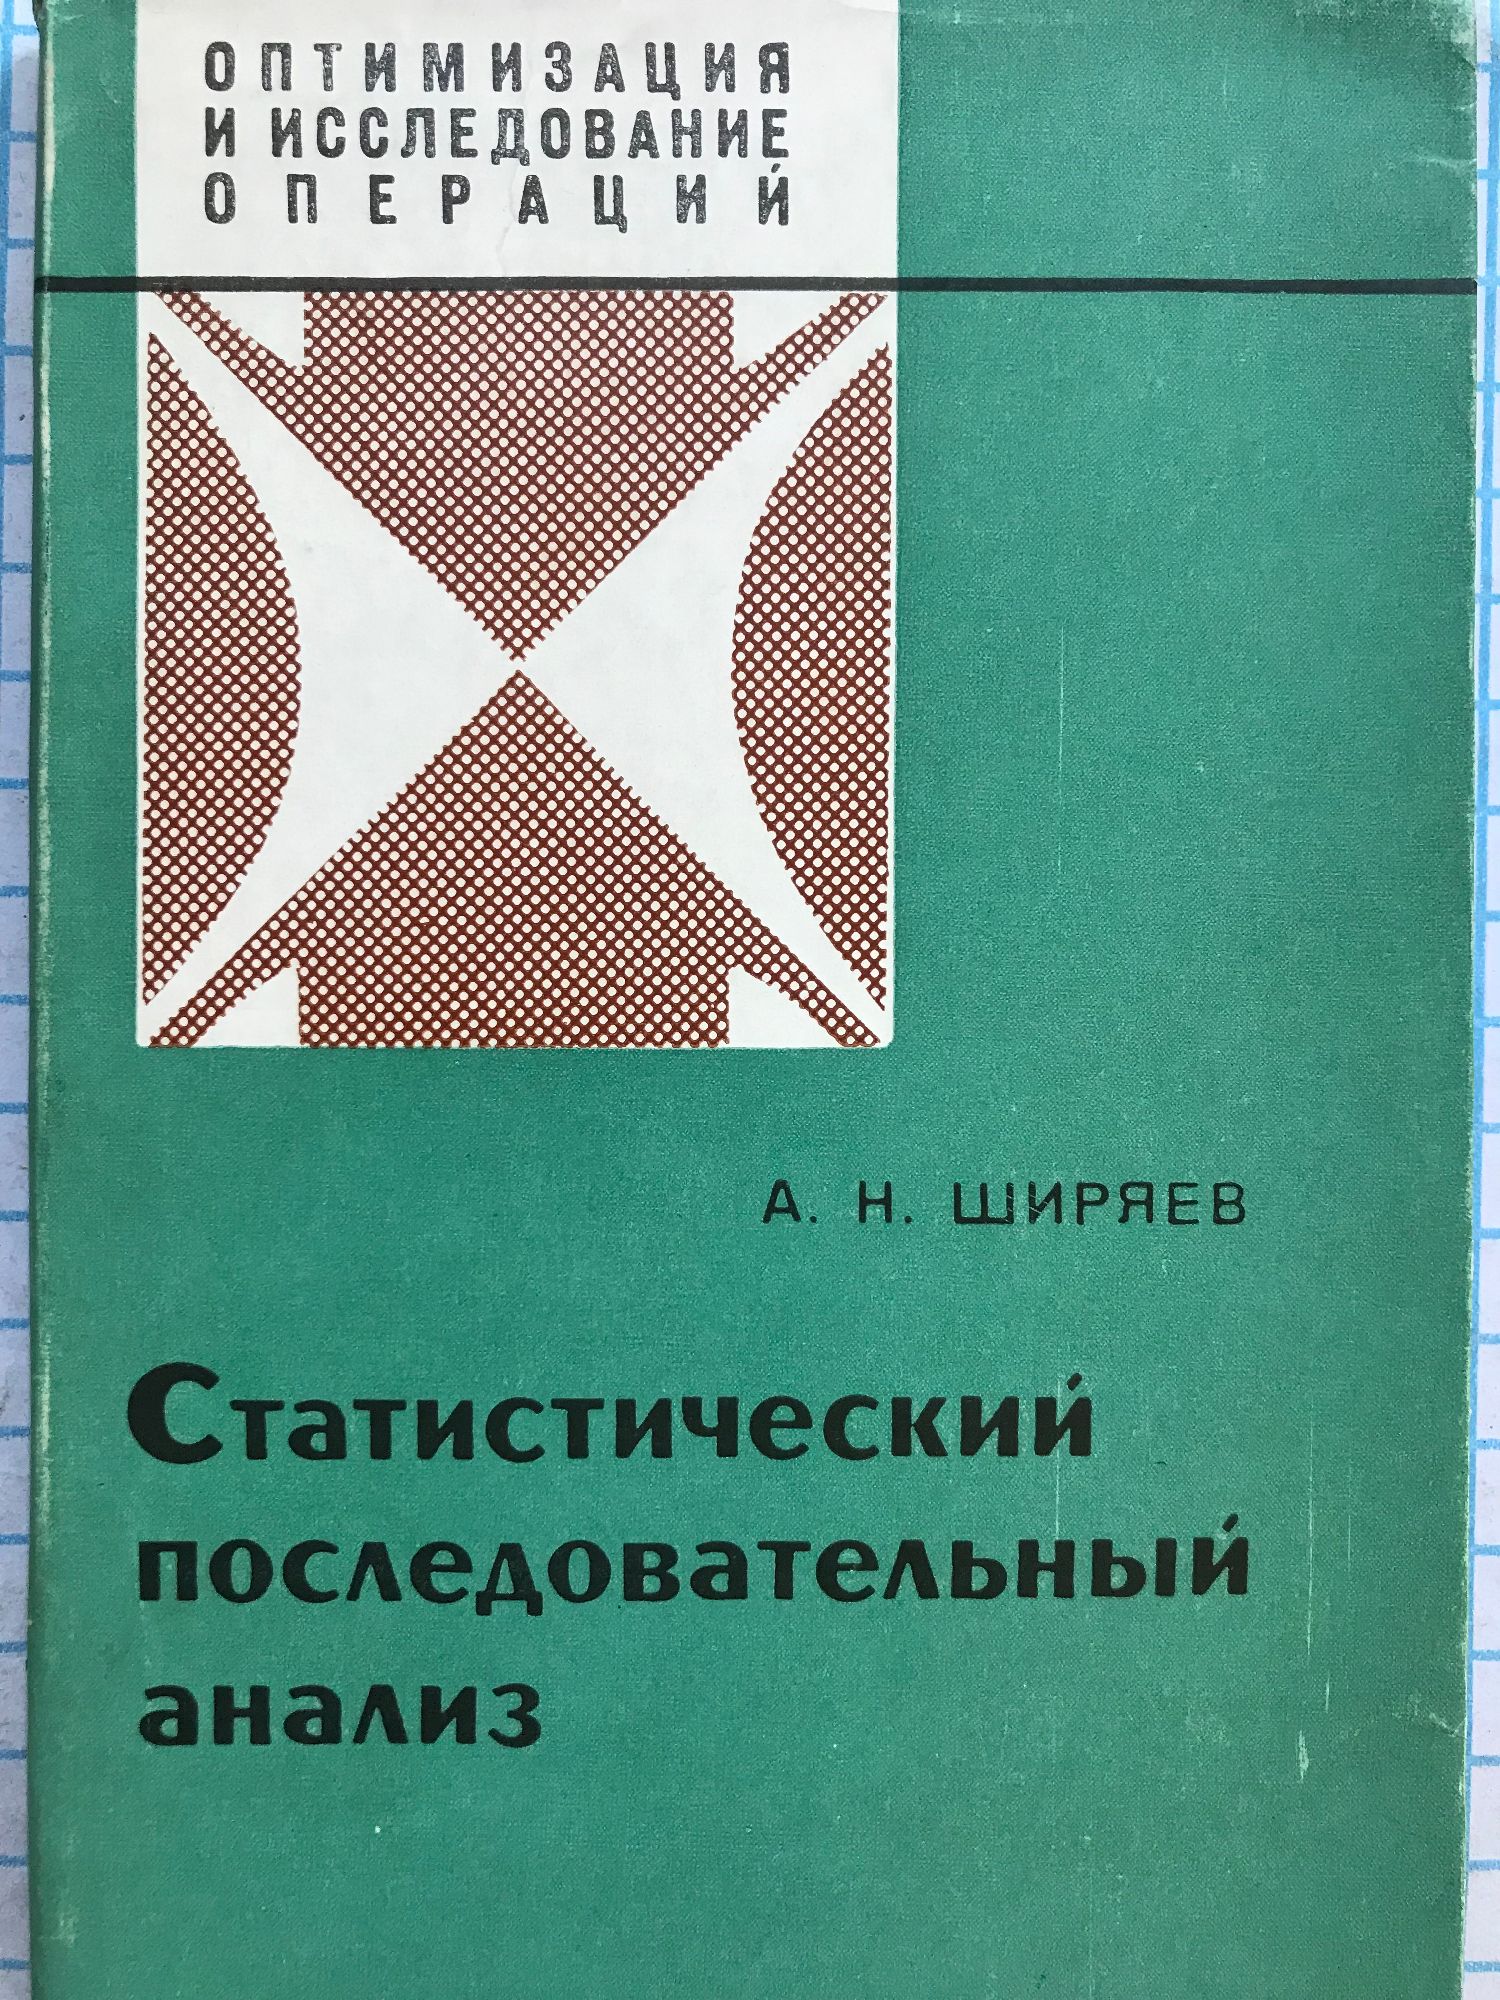 ОПТИМИЗАЦИЯ
И ИССЛЕДОВАНИЕ
ОПЕРАЦИЙ
А. Н. ШИРЯЕВ
Статистический
последовательный
анализ